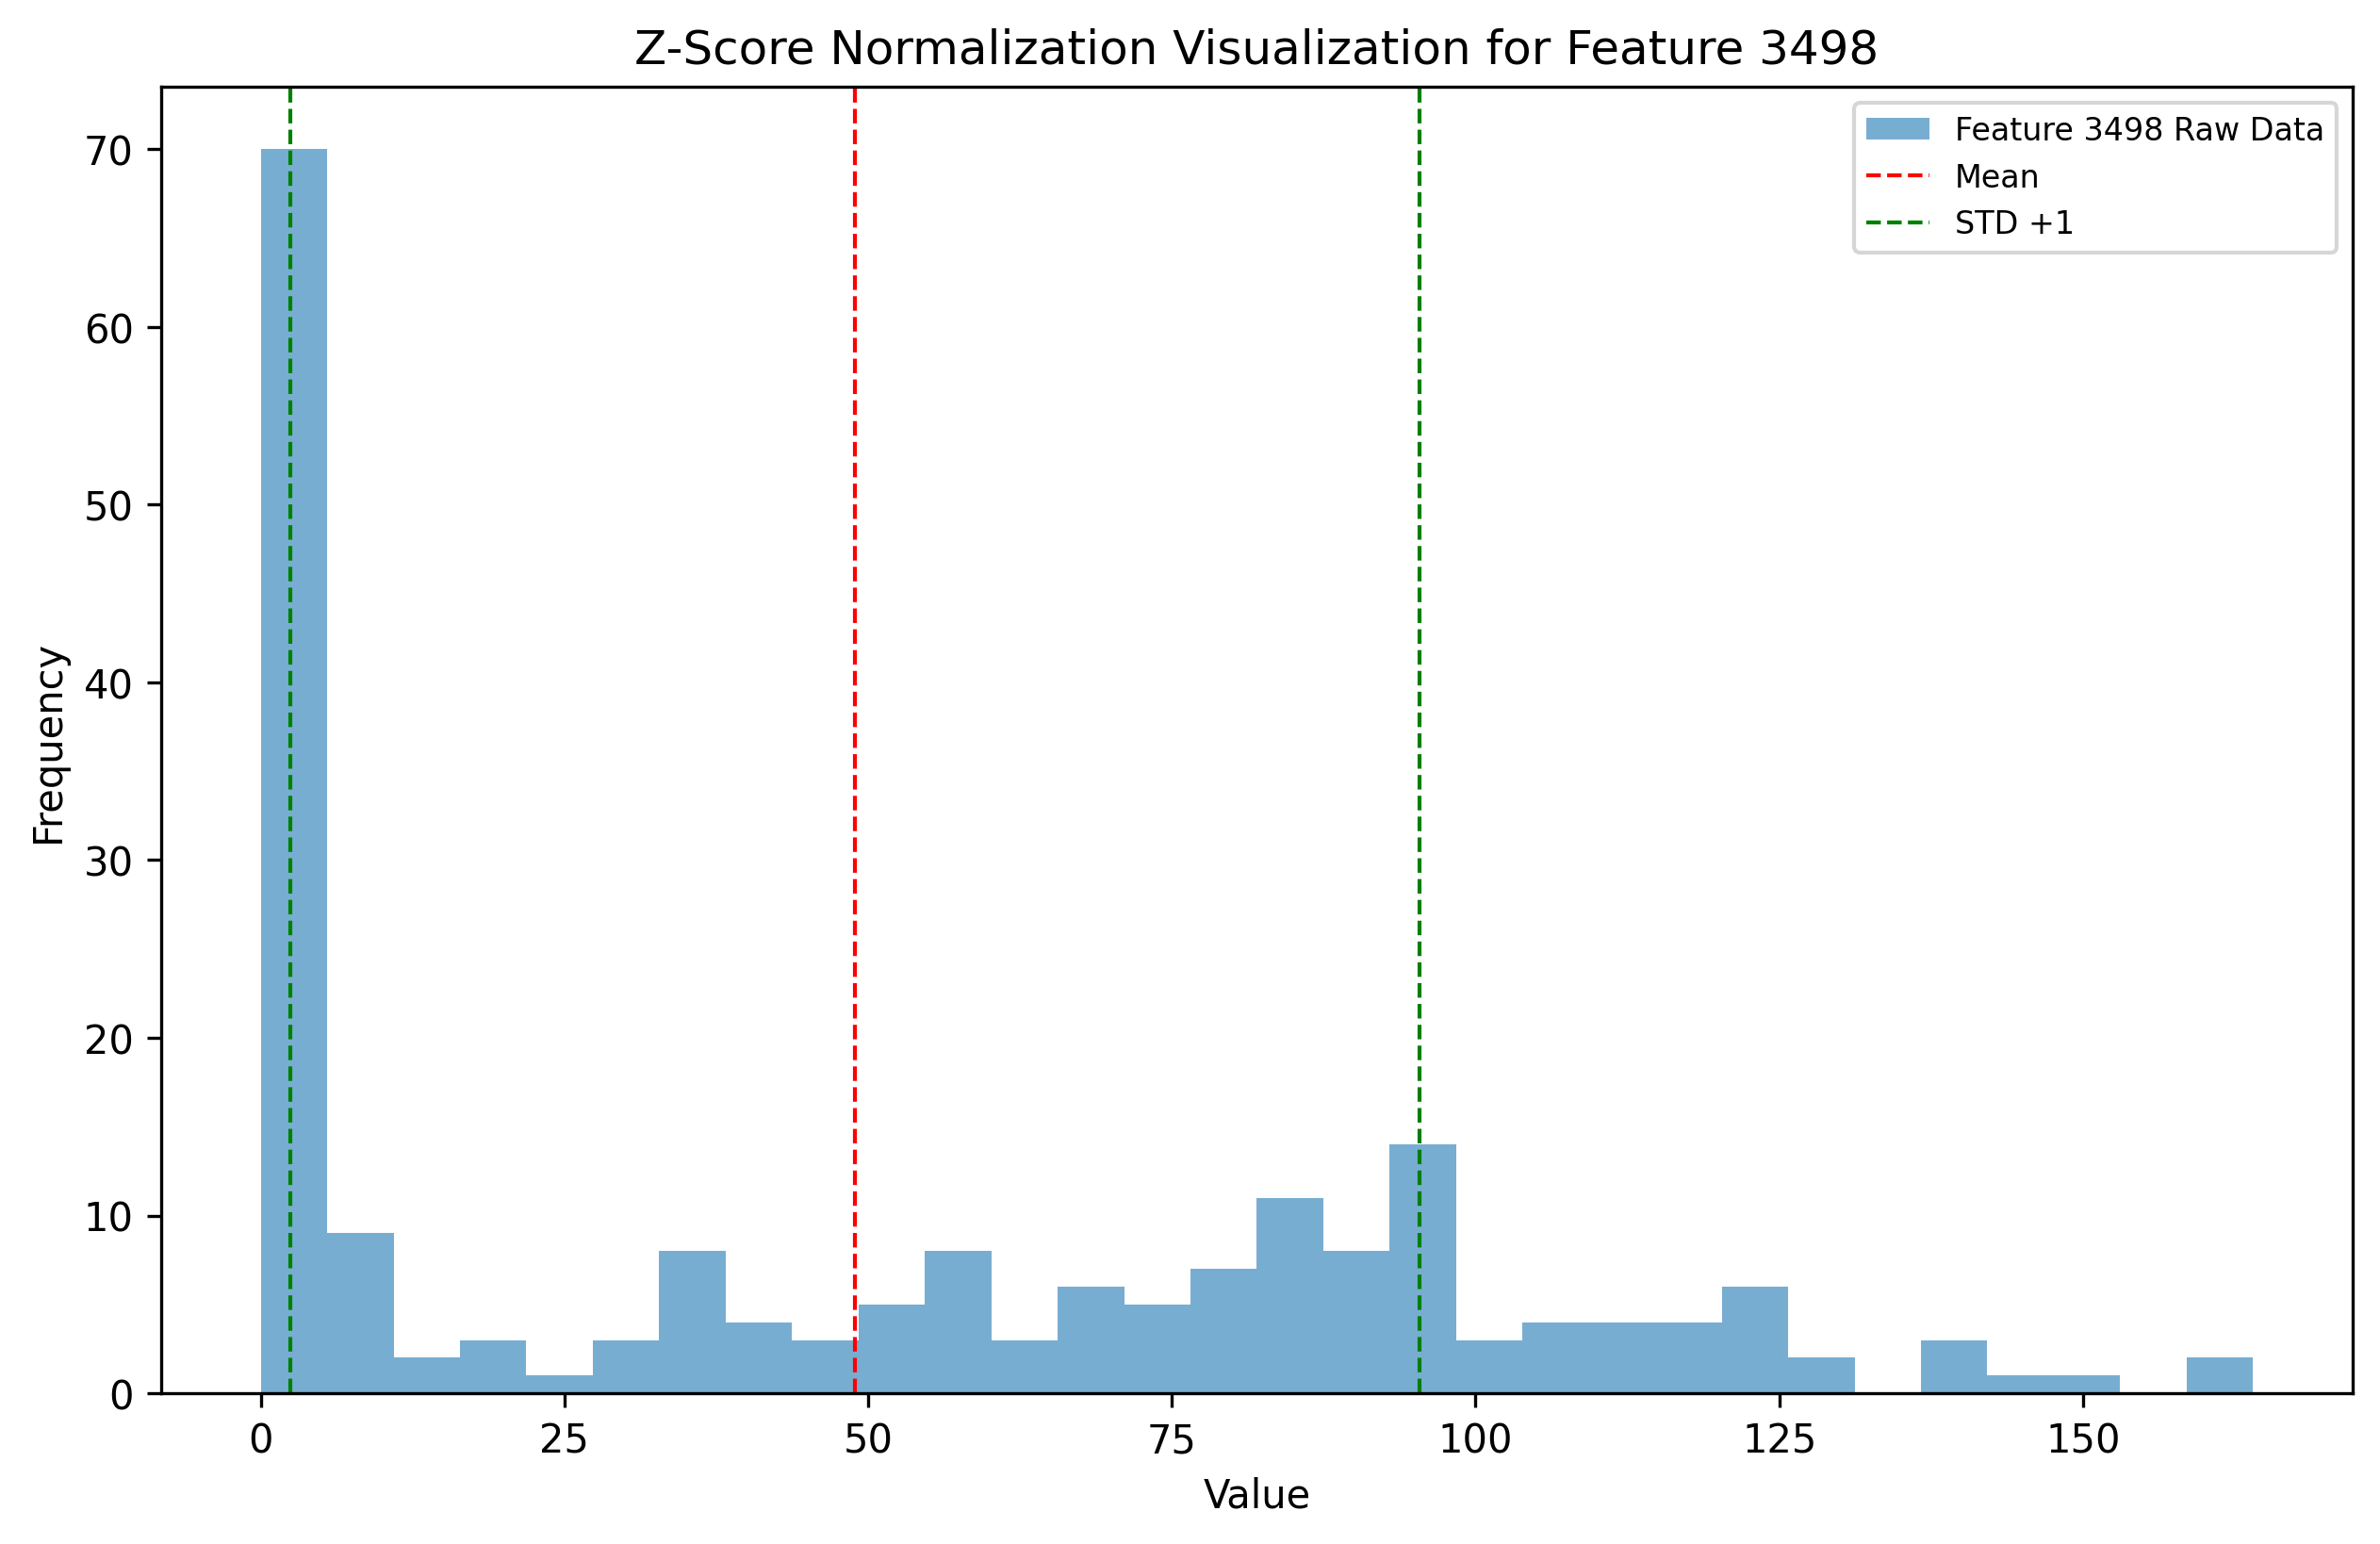 Z-Score Normalization Visualization for Feature 3498
Feature 3498 Raw Data
Mean
STD +1
70
60
50
40
30
20
10
0
Frequency
0 25 50 75 100 125 150
Value